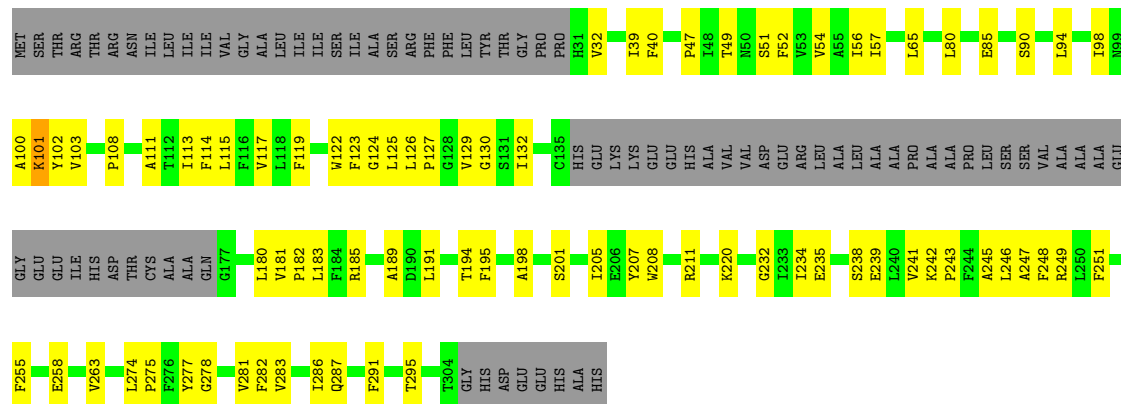 MET SER THR ARG THR ARG ASN ILE LEU ILE ILE VAL GLY ALA LEU ILE ILE SER ILE ALA SER ARG PHE PHE LEU TYR THR GLY PRO PRO H31 V32 I39 F40 P47 I48 T49 N50 S51 F52 V53 V54 A55 I56 I57 L65 L80 E85 S90 L94 I98 N99
A100 K101 Y102 V103 P108 A111 T112 I113 F114 L115 F116 V117 L118 F119 W122 F123 G124 L125 L126 P127 G128 V129 G130 S131 I132 C135 HIS GLU LYS LYS GLU GLU HIS ALA VAL VAL ASP GLU ARG LEU ALA LEU ALA ALA PRO ALA ALA PRO LEU SER SER VAL ALA ALA ALA GLU
GLY GLU GLU ILE HIS ASP THR CYS ALA ALA GLN G177 L180 V181 P182 L183 F184 R185 A189 D190 L191 T194 F195 A198 S201 I205 E206 Y207 W208 R211 K220 G232 I233 I234 E235 S238 E239 L240 V241 K242 P243 F244 A245 L246 A247 F248 R249 L250 F251
F255 E258 V263 L274 P275 F276 Y277 G278 V281 F282 V283 I286 Q287 F291 T295 T304 GLY HIS ASP GLU GLU HIS ALA HIS